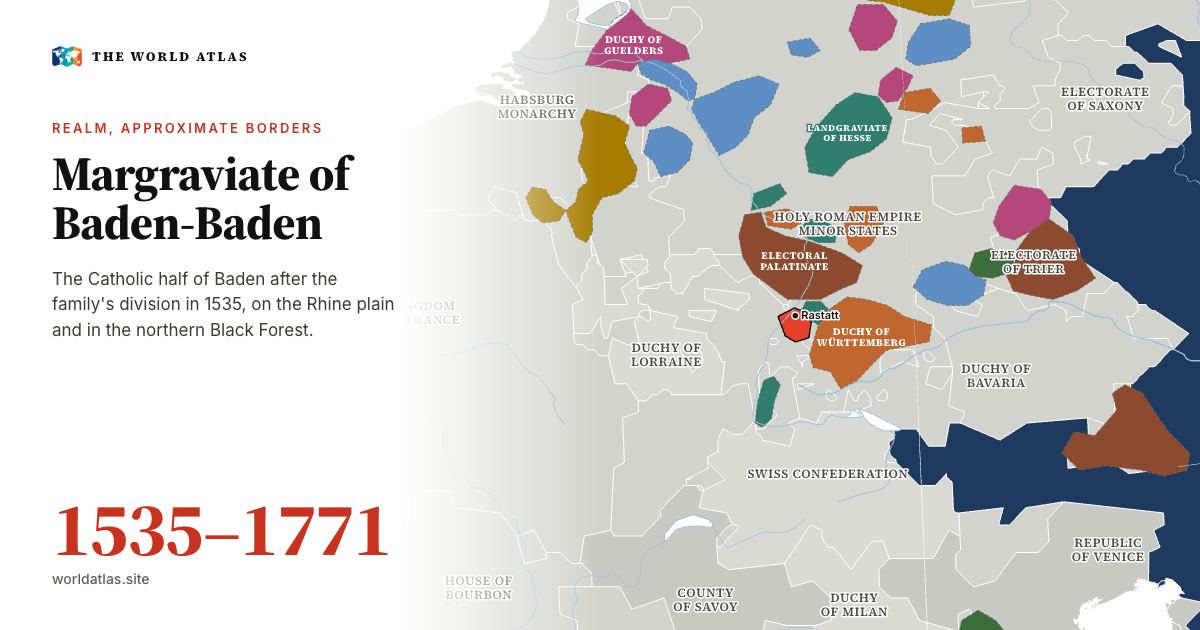 THE WORLD ATLAS
REALM, APPROXIMATE BORDERS
Margraviate of
Baden-Baden
The Catholic half of Baden after the
family's division in 1535, on the Rhine plain
and in the northern Black Forest.
1535–1771
worldatlas.site
DUCHY OF
GUELDERS
HABSBURG
MONARCHY
ELECTORATE
OF SAXONY
LANDGRAVIATE
OF HESSE
HOLY ROMAN EMPIRE
MINOR STATES
ELECTORAL
PALATINATE
ELECTORATE
OF TRIER
NGDOM
FRANCE
Rastatt
DUCHY OF
WÜRTTEMBERG
DUCHY OF
LORRAINE
DUCHY OF
BAVARIA
SWISS CONFEDERATION
REPUBLIC
OF VENICE
HOUSE OF
BOURBON
COUNTY
OF SAVOY
DUCHY
OF MILAN